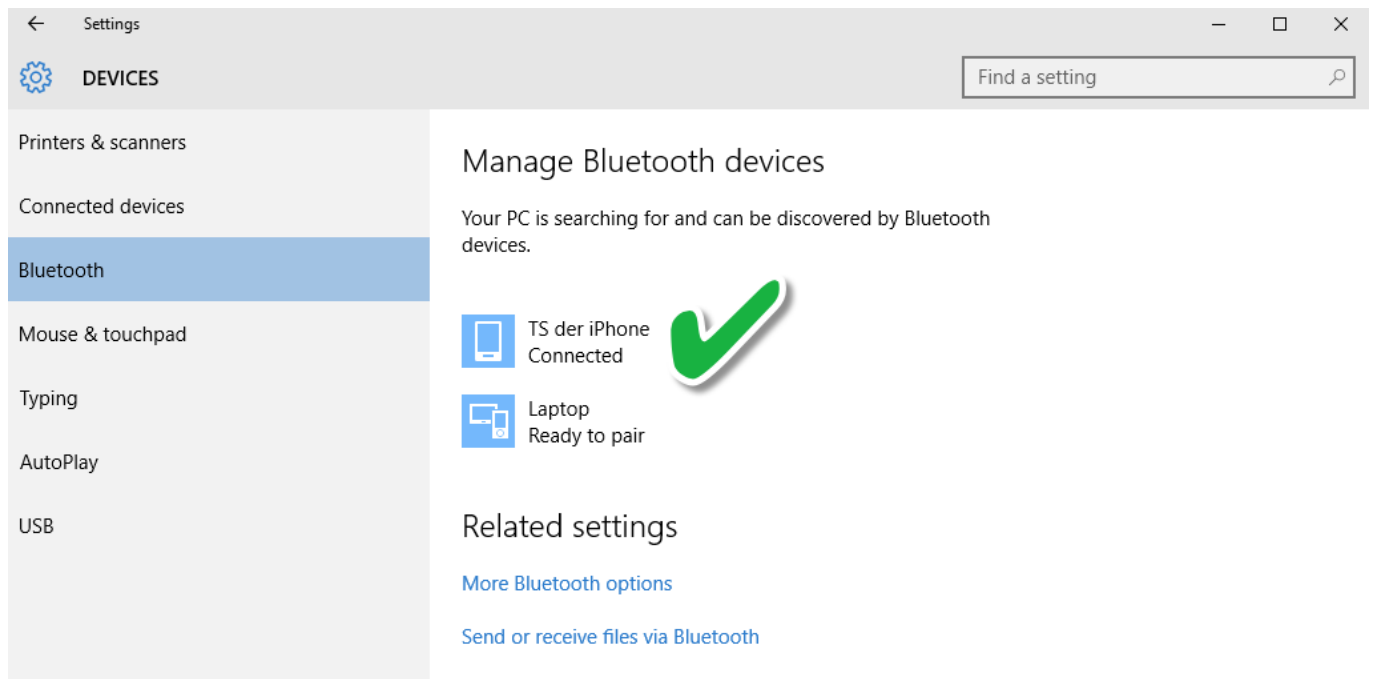 Settings
DEVICES
Find a setting
Printers & scanners
Connected devices
Bluetooth
Mouse & touchpad
Typing
AutoPlay
USB
Manage Bluetooth devices
Your PC is searching for and can be discovered by Bluetooth
devices.
TS der iPhone
Connected
Laptop
Ready to pair
Related settings
More Bluetooth options
Send or receive files via Bluetooth